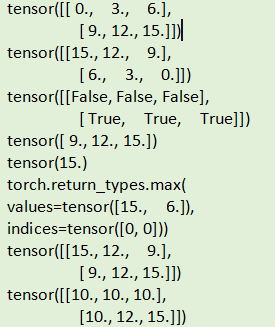 tensor([[ 0.,  3.,  6.],
[ 9., 12., 15.]])
tensor([[15., 12.,  9.],
[ 6.,  3.,  0.]])
tensor([[False, False, False],
[ True,  True,  True]])
tensor([ 9., 12., 15.])
tensor(15.)
torch.return_types.max(
values=tensor([15.,  6.]),
indices=tensor([0, 0]))
tensor([[15., 12.,  9.],
[ 9., 12., 15.]])
tensor([[10., 10., 10.],
[10., 12., 15.]])